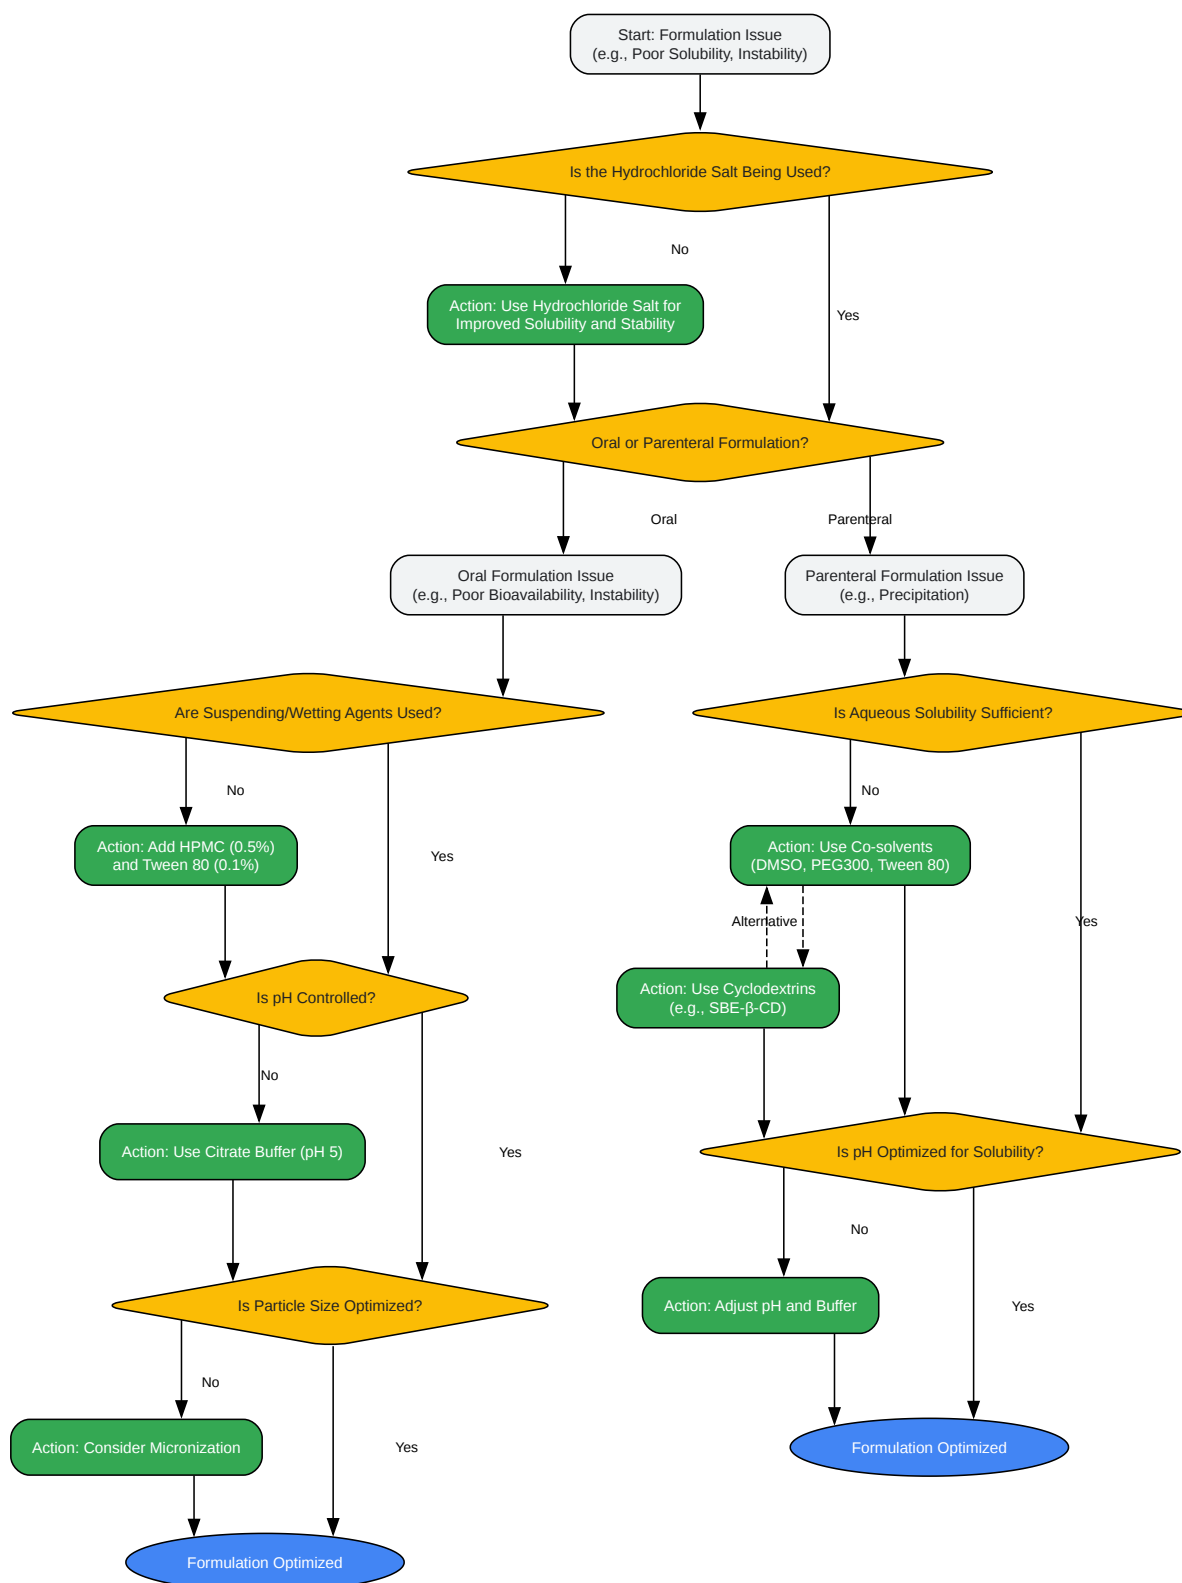 Start: Formulation Issue
(e.g., Poor Solubility, Instability)
Is the Hydrochloride Salt Being Used?
No
Action: Use Hydrochloride Salt for
Improved Solubility and Stability
Yes
Oral or Parenteral Formulation?
Oral
Parenteral
Oral Formulation Issue
(e.g., Poor Bioavailability, Instability)
Parenteral Formulation Issue
(e.g., Precipitation)
Are Suspending/Wetting Agents Used?
Is Aqueous Solubility Sufficient?
No
No
Action: Add HPMC (0.5%)
and Tween 80 (0.1%)
Yes
Action: Use Co-solvents
(DMSO, PEG300, Tween 80)
Alternative
Yes
Is pH Controlled?
Action: Use Cyclodextrins
(e.g., SBE-β-CD)
No
Action: Use Citrate Buffer (pH 5)
Yes
Is pH Optimized for Solubility?
No
Is Particle Size Optimized?
Action: Adjust pH and Buffer
Yes
No
Action: Consider Micronization
Yes
Formulation Optimized
Formulation Optimized